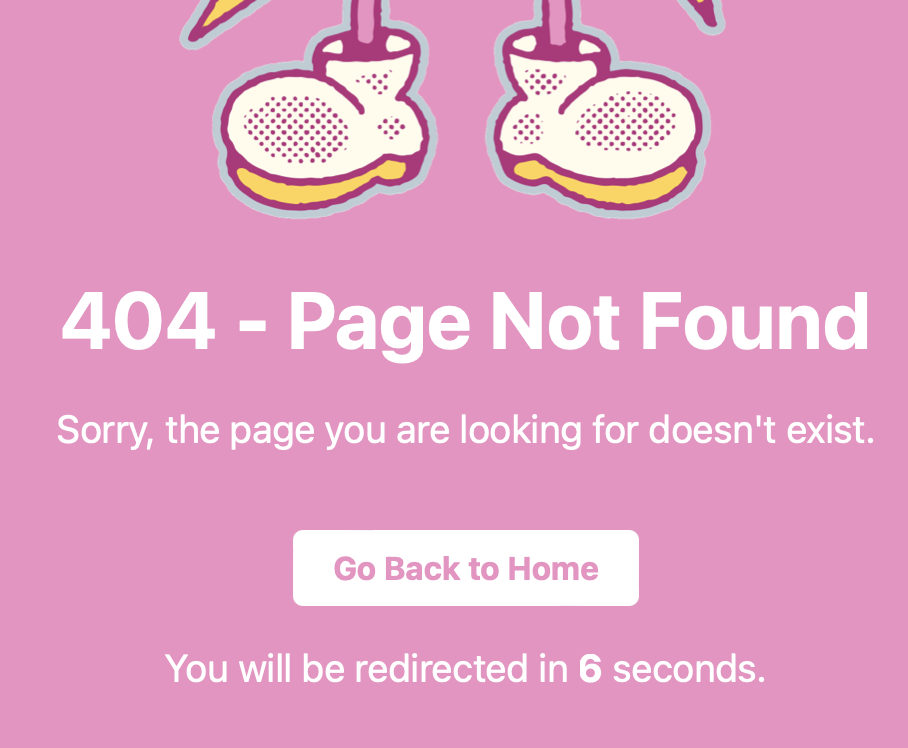 404 - Page Not Found
Sorry, the page you are looking for doesn't exist.
Go Back to Home
You will be redirected in 6 seconds.